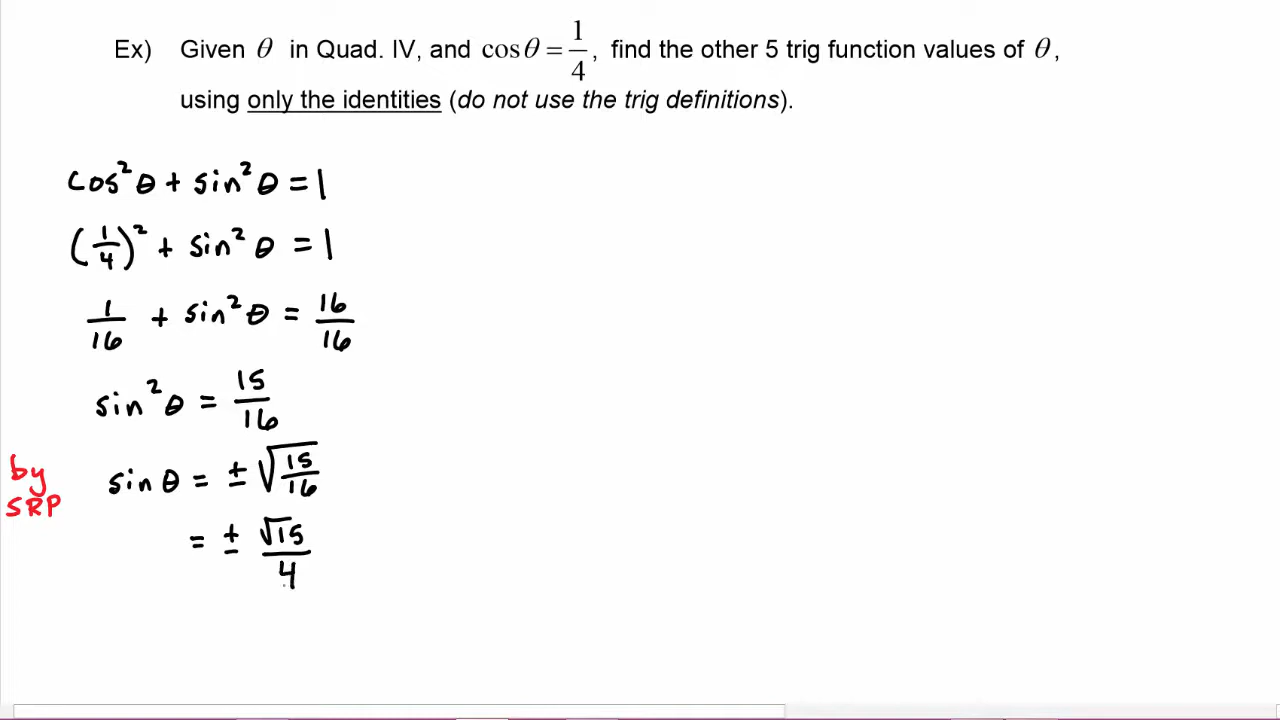 Ex) Given θ in Quad. IV, and cosθ = 1/4, find the other 5 trig function values of θ,
using only the identities (do not use the trig definitions).
cos²θ + sin²θ = 1
(1/4)² + sin²θ = 1
1/16 + sin²θ = 16/16
sin²θ = 15/16
by SRP sinθ = ± √(15/16)
= ± √15/4